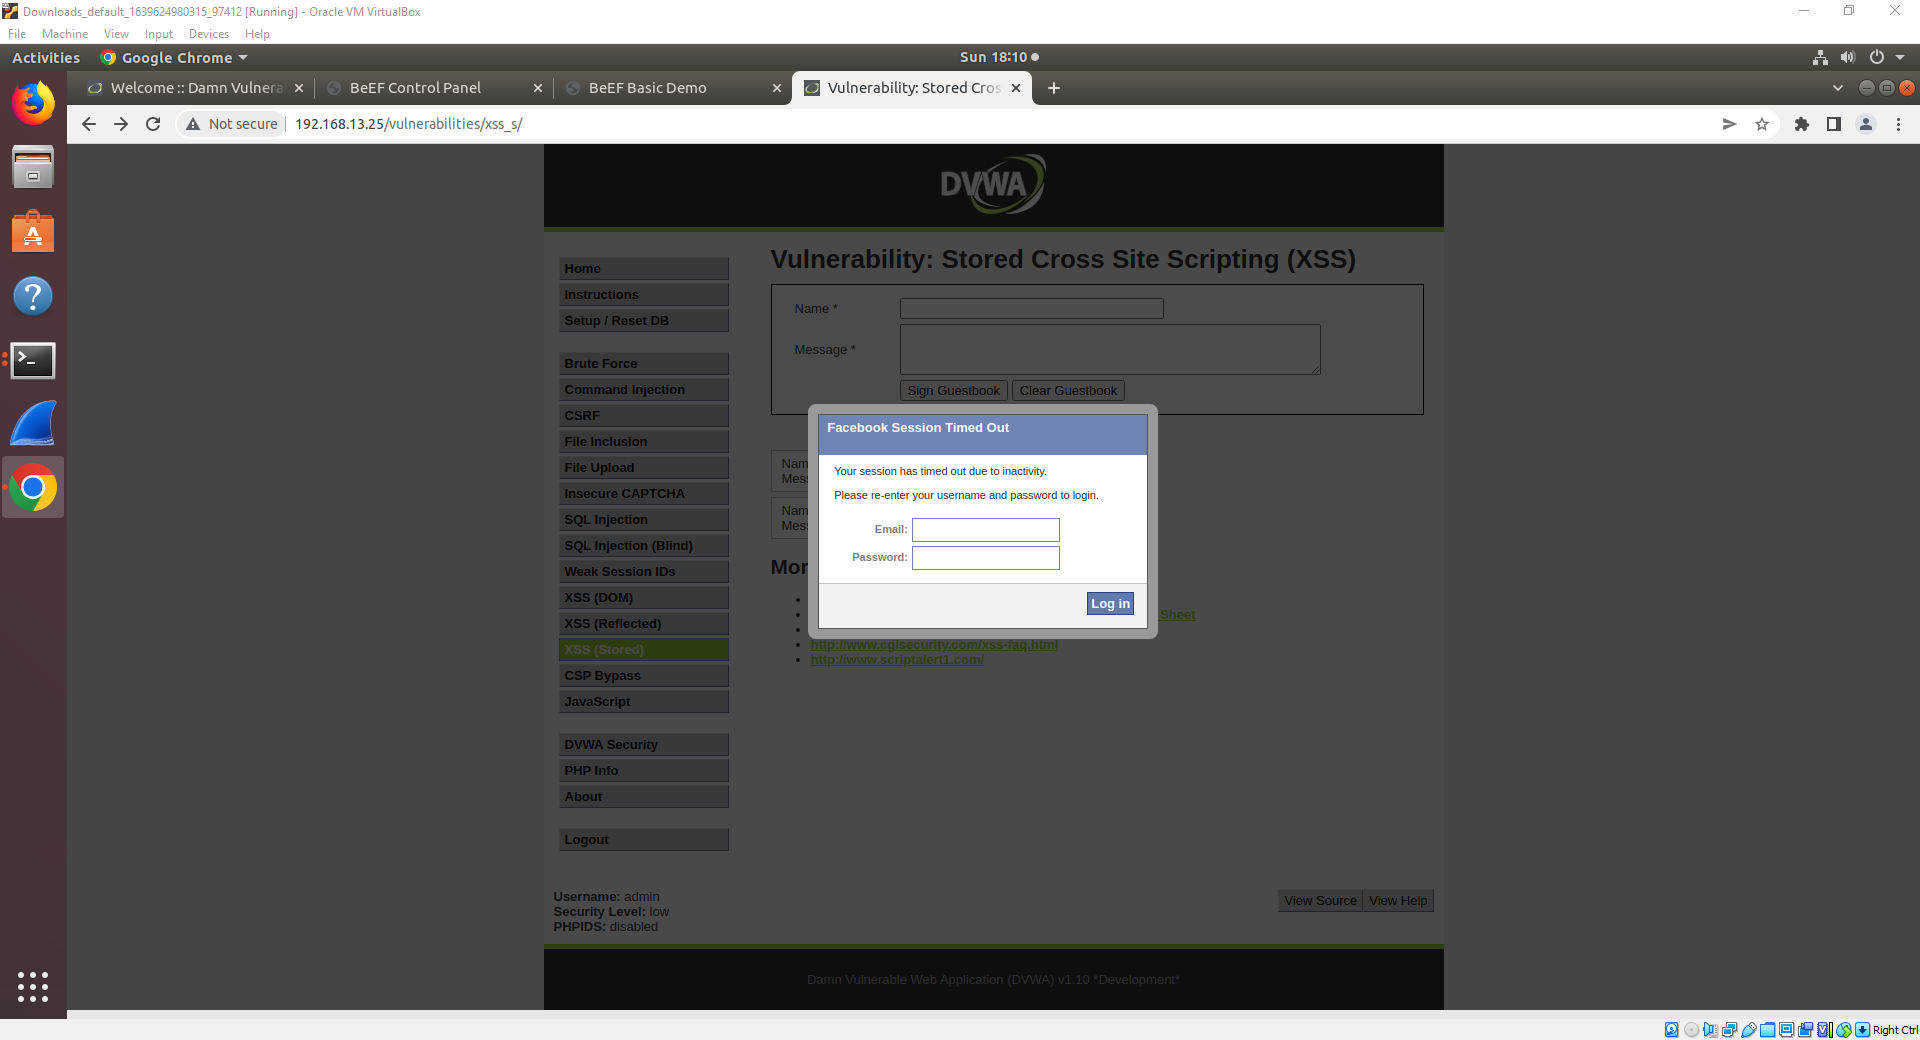 Downloads_default_1639624980315_97412 [Running] - Oracle VM VirtualBox
File Machine View Input Devices Help
Activities Google Chrome Sun 18:10
Welcome :: Damn Vulnera BeEF Control Panel BeEF Basic Demo Vulnerability: Stored Cros
Not secure 192.168.13.25/vulnerabilities/xss_s/
DVWA
Vulnerability: Stored Cross Site Scripting (XSS)
Home
Instructions
Setup / Reset DB
Brute Force
Command Injection
CSRF
File Inclusion
File Upload
Insecure CAPTCHA
SQL Injection
SQL Injection (Blind)
Weak Session IDs
XSS (DOM)
XSS (Reflected)
XSS (Stored)
CSP Bypass
JavaScript
DVWA Security
PHP Info
About
Logout
Name *
Message *
Sign Guestbook Clear Guestbook
Facebook Session Timed Out
Your session has timed out due to inactivity.
Please re-enter your username and password to login.
Email:
Password:
Log in
Nam
Mess
Nam
Mess
Mor
Sheet
http://www.cgisecurity.com/xss-faq.html
http://www.scriptalert1.com/
Username: admin
Security Level: low
PHPIDS: disabled
View Source View Help
Damn Vulnerable Web Application (DVWA) v1.10 *Development*
Right Ctrl